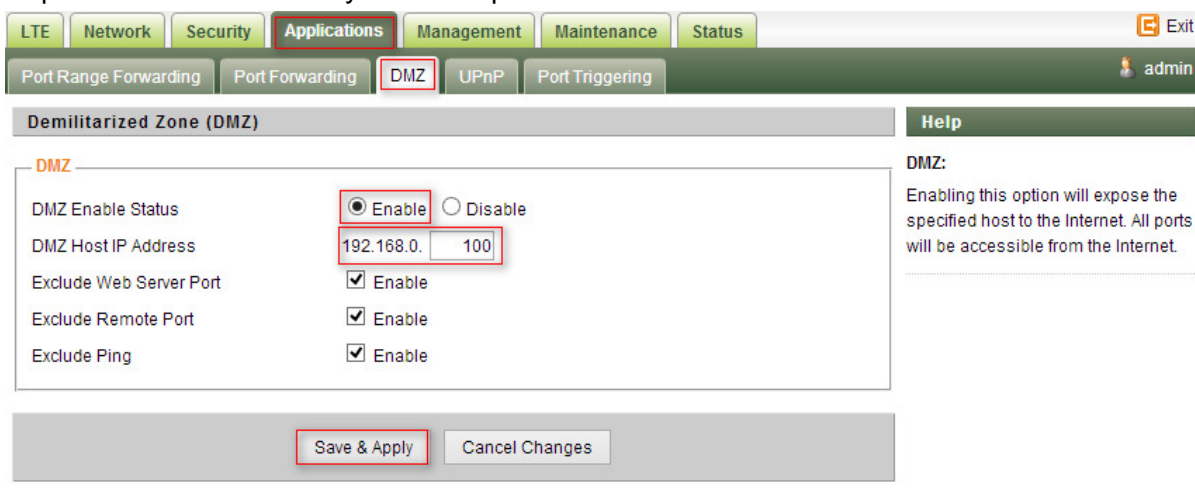 LTE Network Security Applications Management Maintenance Status Exit
Port Range Forwarding Port Forwarding DMZ UPnP Port Triggering admin
Demilitarized Zone (DMZ)
DMZ
DMZ Enable Status Enable Disable
DMZ Host IP Address 192.168.0. 100
Exclude Web Server Port Enable
Exclude Remote Port Enable
Exclude Ping Enable
Save & Apply Cancel Changes
Help
DMZ:
Enabling this option will expose the
specified host to the Internet. All ports
will be accessible from the Internet.